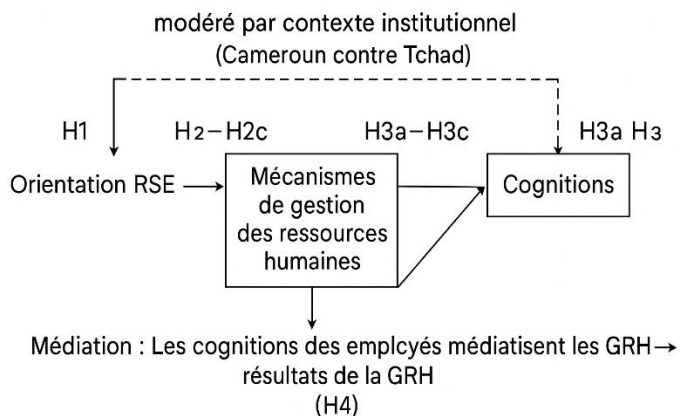 modéré par contexte institutionnel
(Cameroun contre Tchad)
H1
H2–H2c
H3a–H3c
H3a H3
Orientation RSE
Mécanismes
de gestion
des ressources
humaines
Cognitions
Médiation : Les cognitions des emplcyés médiatisent les GRH→
résultats de la GRH
(H4)